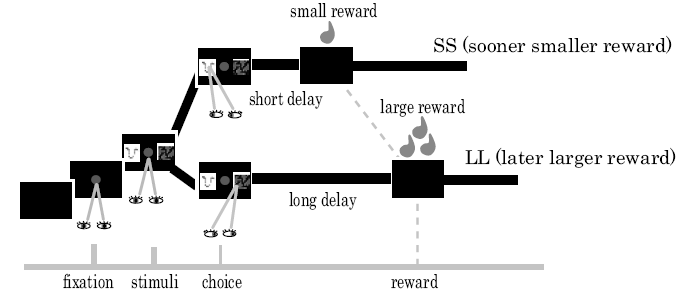 small reward
SS (sooner smaller reward)
short delay
large reward
LL (later larger reward)
long delay
fixation
stimuli
choice
reward